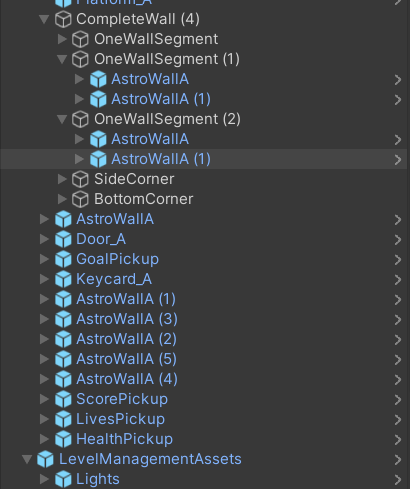 Platform_A
CompleteWall (4)
OneWallSegment
OneWallSegment (1)
AstroWallA
AstroWallA (1)
OneWallSegment (2)
AstroWallA
AstroWallA (1)
SideCorner
BottomCorner
AstroWallA
Door_A
GoalPickup
Keycard_A
AstroWallA (1)
AstroWallA (3)
AstroWallA (2)
AstroWallA (5)
AstroWallA (4)
ScorePickup
LivesPickup
HealthPickup
LevelManagementAssets
Lights